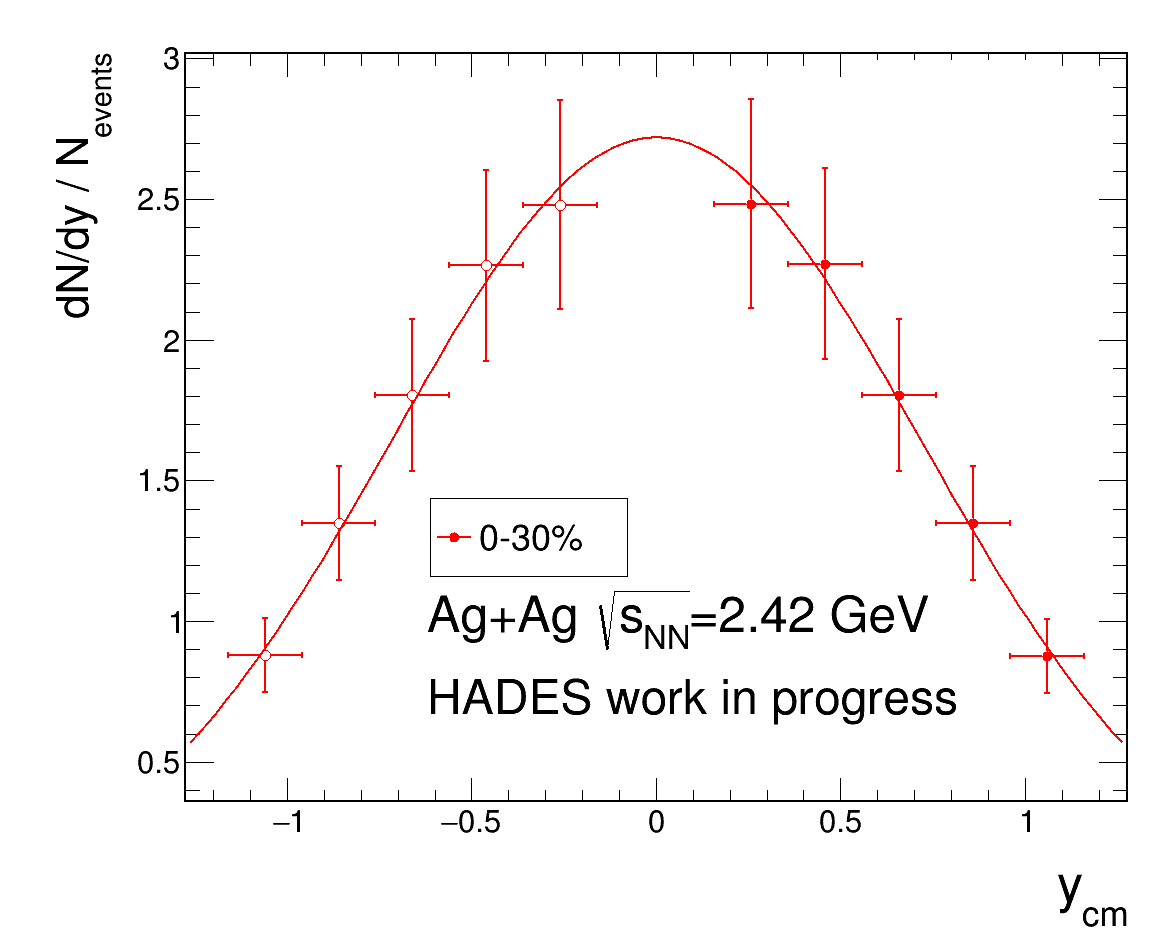 dN/dy / N_events
3
2.5
2
1.5
1
0.5
0-30%
Ag+Ag √s_NN=2.42 GeV
HADES work in progress
−1 −0.5 0 0.5 1
y_cm